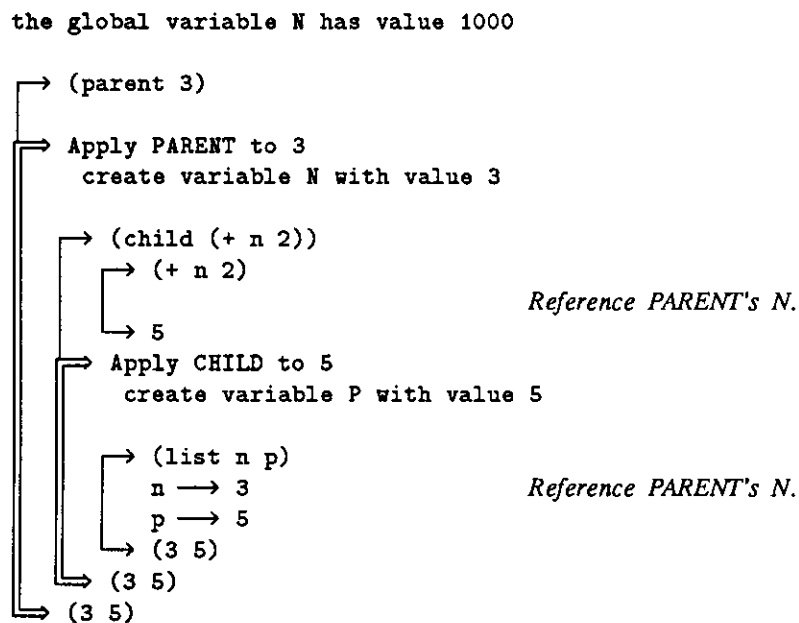 the global variable N has value 1000
(parent 3)
Apply PARENT to 3
create variable N with value 3
(child (+ n 2))
(+ n 2)
Reference PARENT's N.
5
Apply CHILD to 5
create variable P with value 5
(list n p)
n → 3 Reference PARENT's N.
p → 5
(3 5)
(3 5)
(3 5)